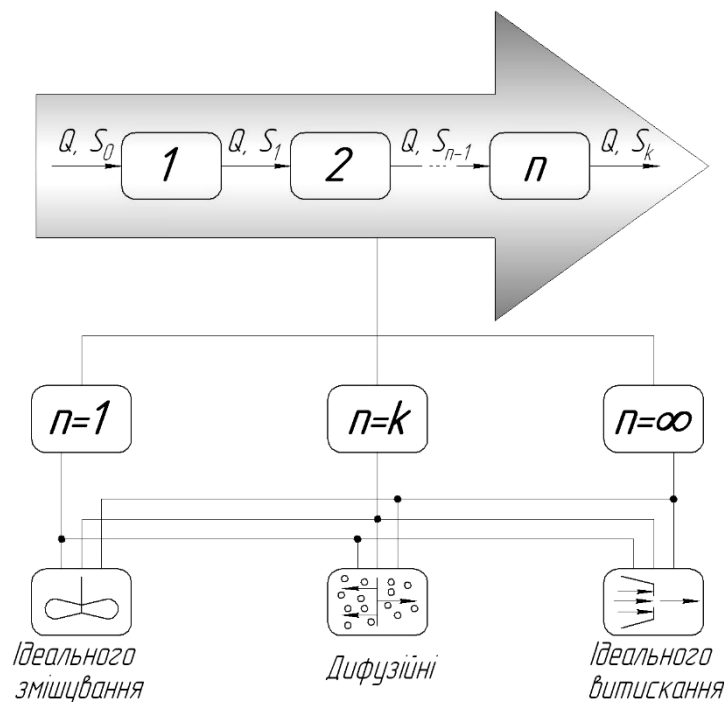 Q, S₀ 1 Q, S₁ 2 Q, Sₙ₋₁ n Q, Sₖ
n=1 n=k n=∞
Ідеального змішування
Дифузійні
Ідеального витискання